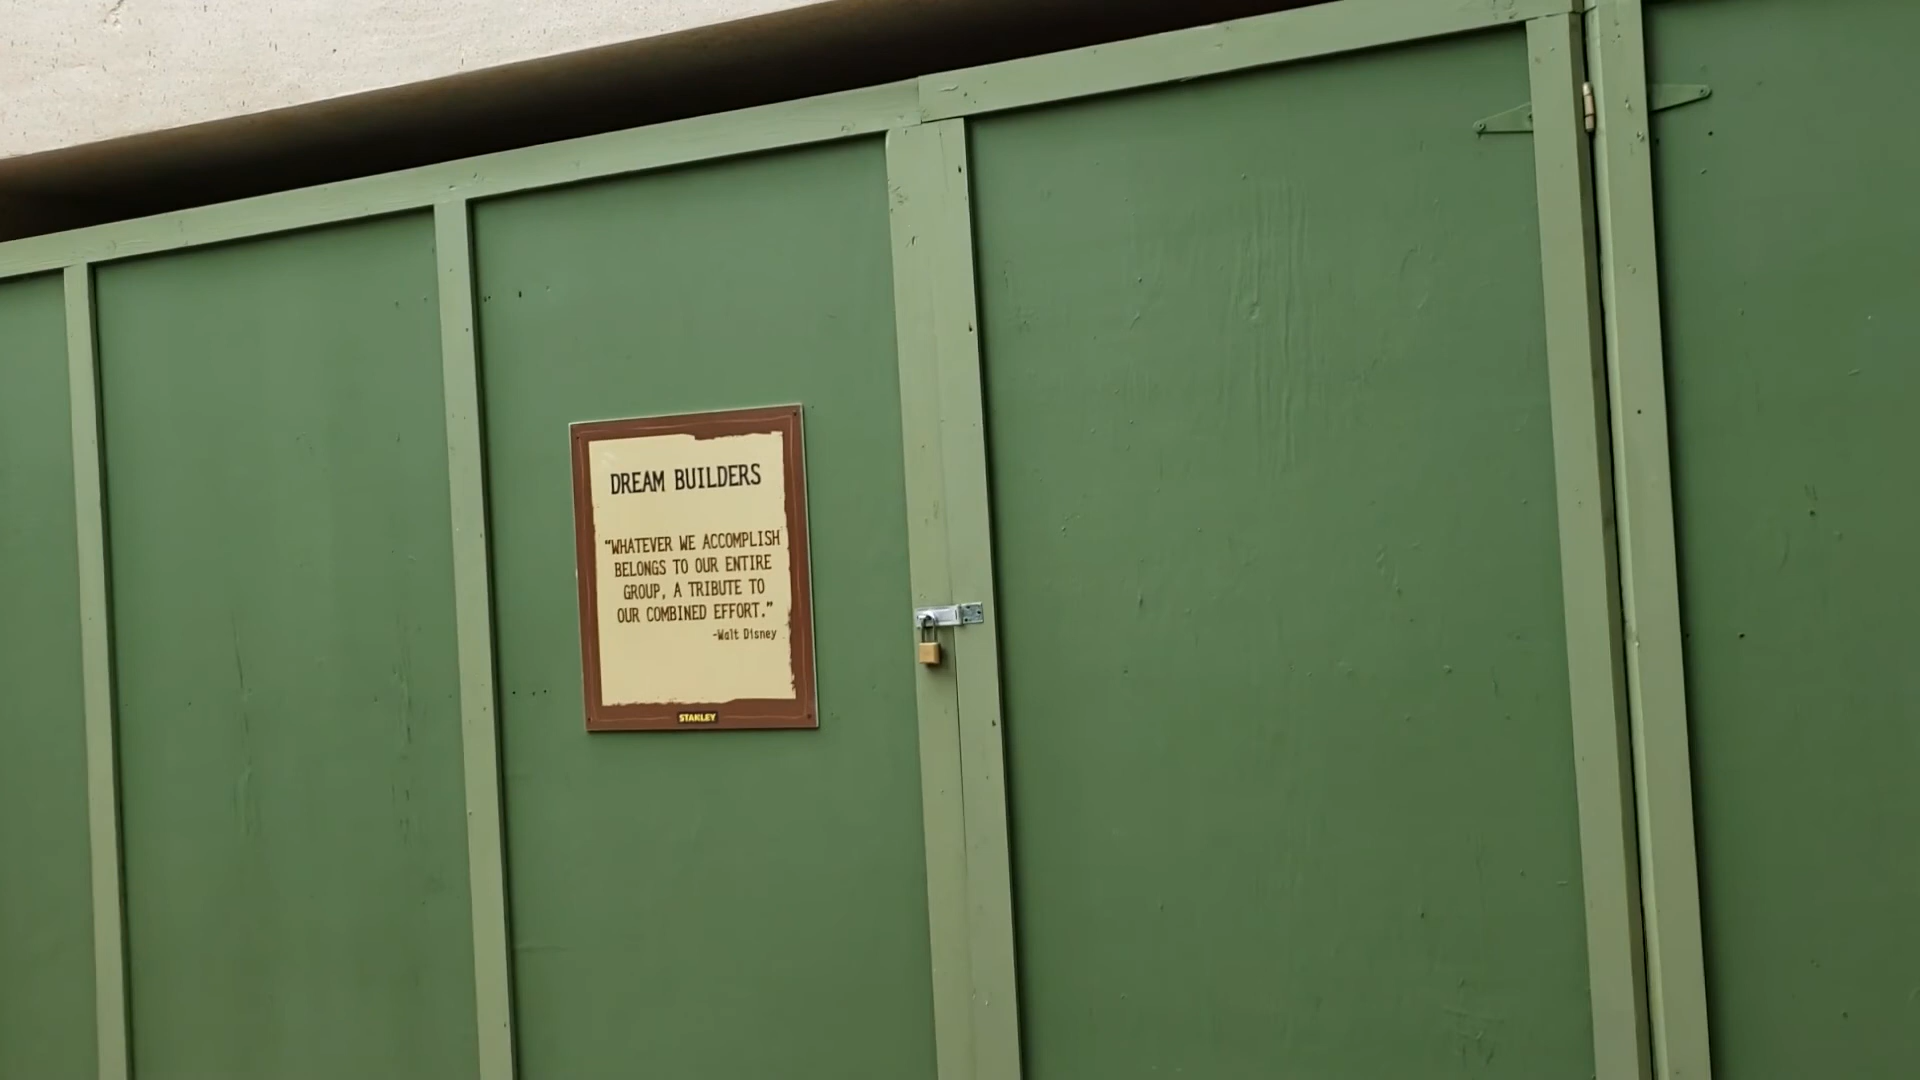 DREAM BUILDERS
“WHATEVER WE ACCOMPLISH
BELONGS TO OUR ENTIRE
GROUP, A TRIBUTE TO
OUR COMBINED EFFORT.”
-Walt Disney
STANLEY